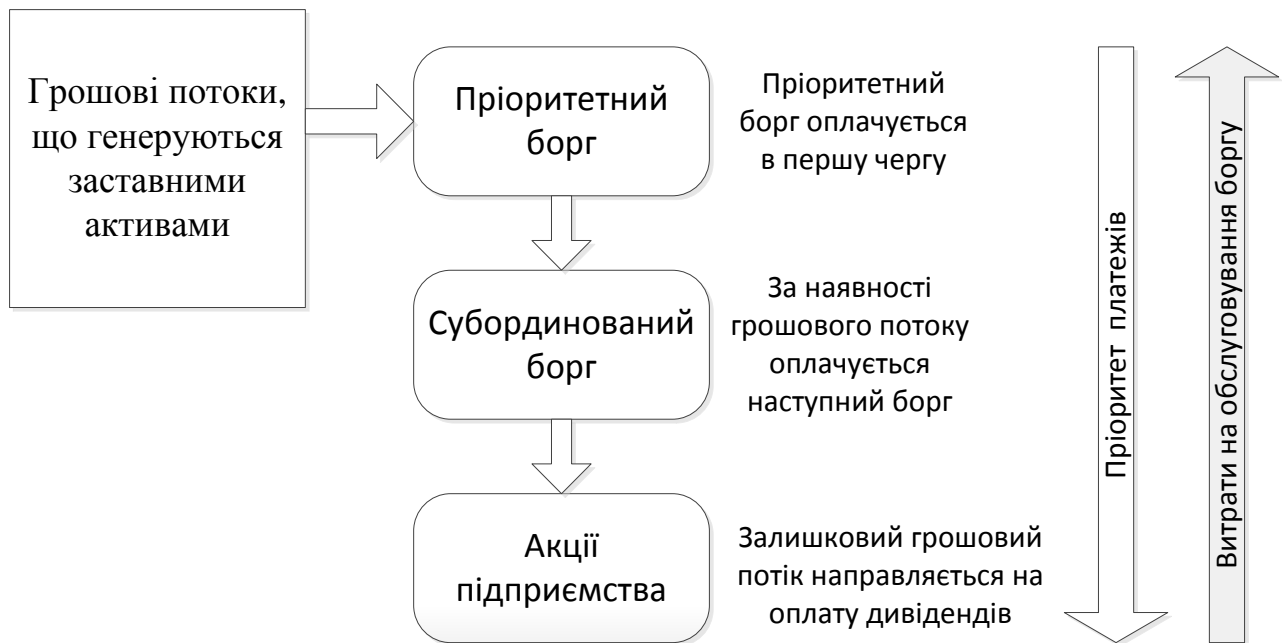 Грошові потоки,
що генеруються
заставними
активами
Пріоритетний
борг
Пріоритетний
борг оплачується
в першу чергу
Субординований
борг
За наявності
грошового потоку
оплачується
наступний борг
Акції
підприємства
Залишковий грошовий
потік направляється на
оплату дивідендів
Пріоритет платежів
Витрати на обслуговування боргу